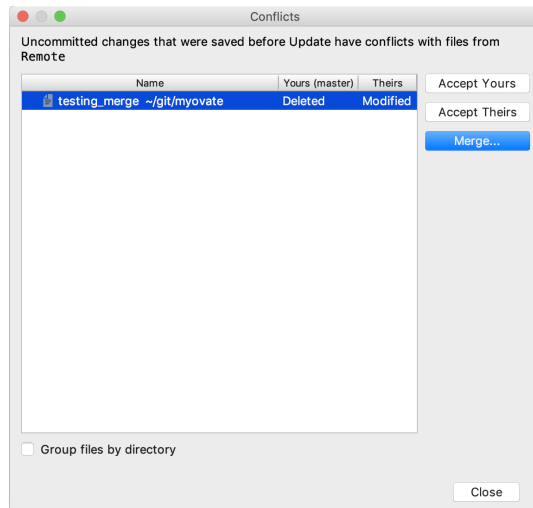 Conflicts
Uncommitted changes that were saved before Update have conflicts with files from
Remote
Name Yours (master) Theirs
testing_merge ~/git/myovate Deleted Modified
Accept Yours
Accept Theirs
Merge...
Group files by directory
Close